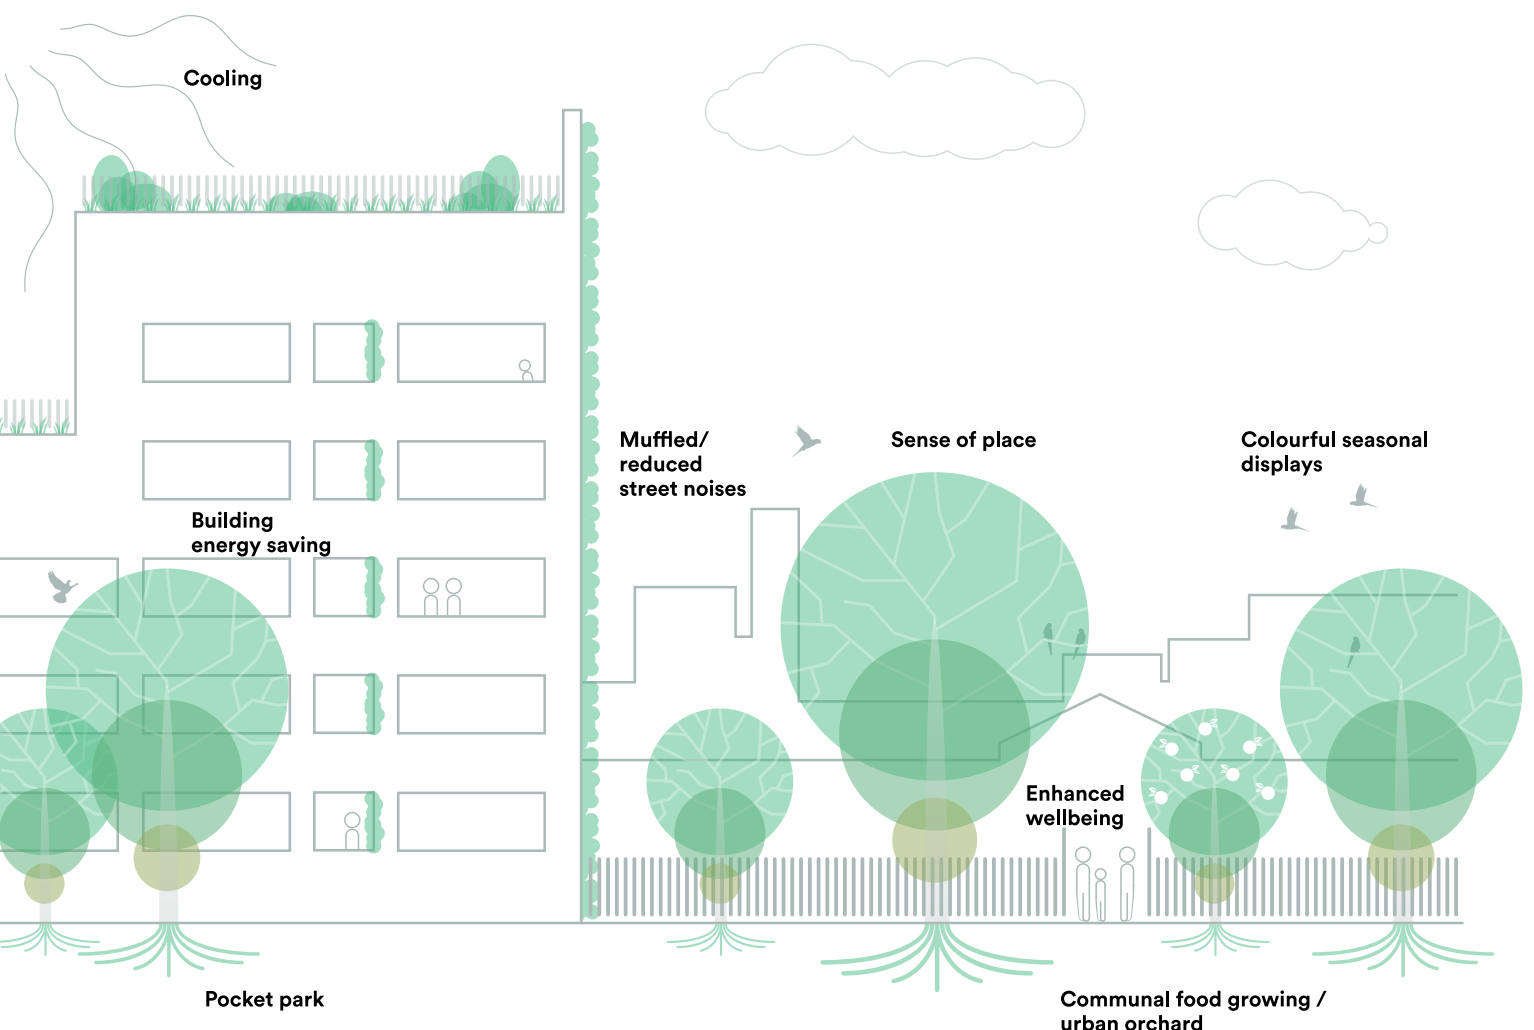 Cooling
Muffled/
reduced
street noises
Sense of place
Colourful seasonal
displays
Building
energy saving
Enhanced
wellbeing
Pocket park
Communal food growing /
urban orchard